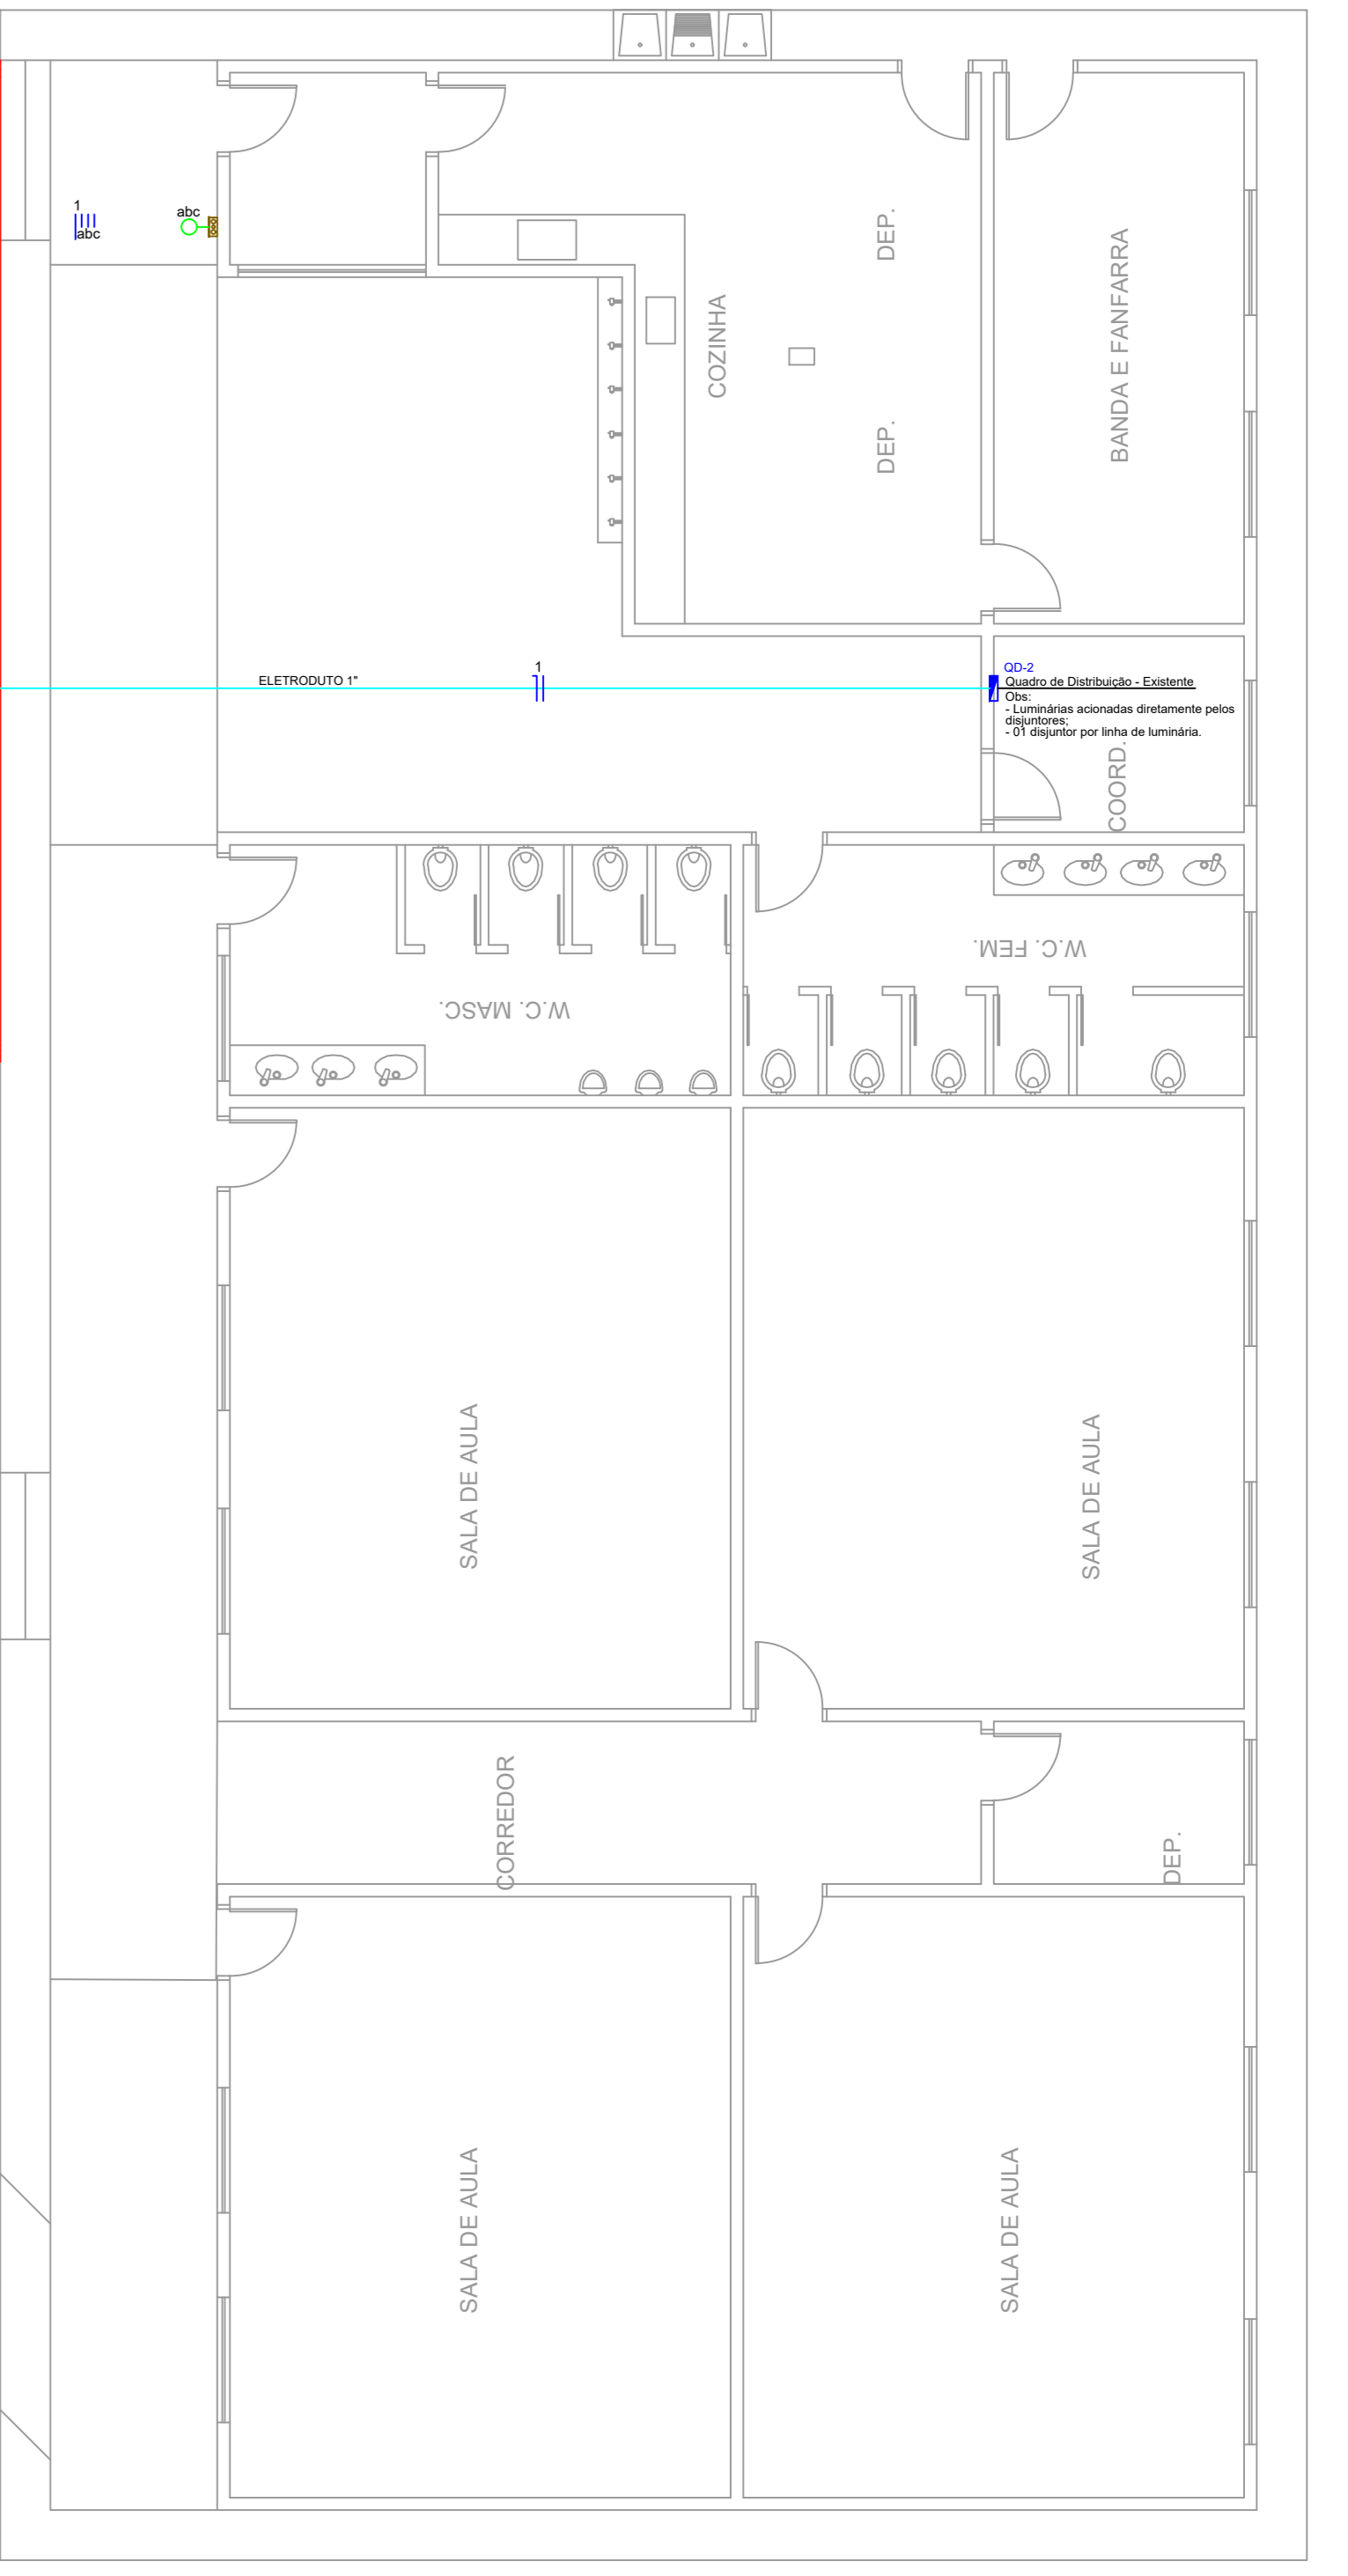 1
abc
abc
DEP.
BANDA E FANFARRA
COZINHA
DEP.
1
ELETRODUTO 1"
QD-2
Quadro de Distribuição - Existente
Obs:
- Luminárias acionadas diretamente pelos
disjuntores;
- 01 disjuntor por linha de luminária.
COORD.
W.C. FEM.
W.C. MASC.
SALA DE AULA
SALA DE AULA
CORREDOR
DEP.
SALA DE AULA
SALA DE AULA